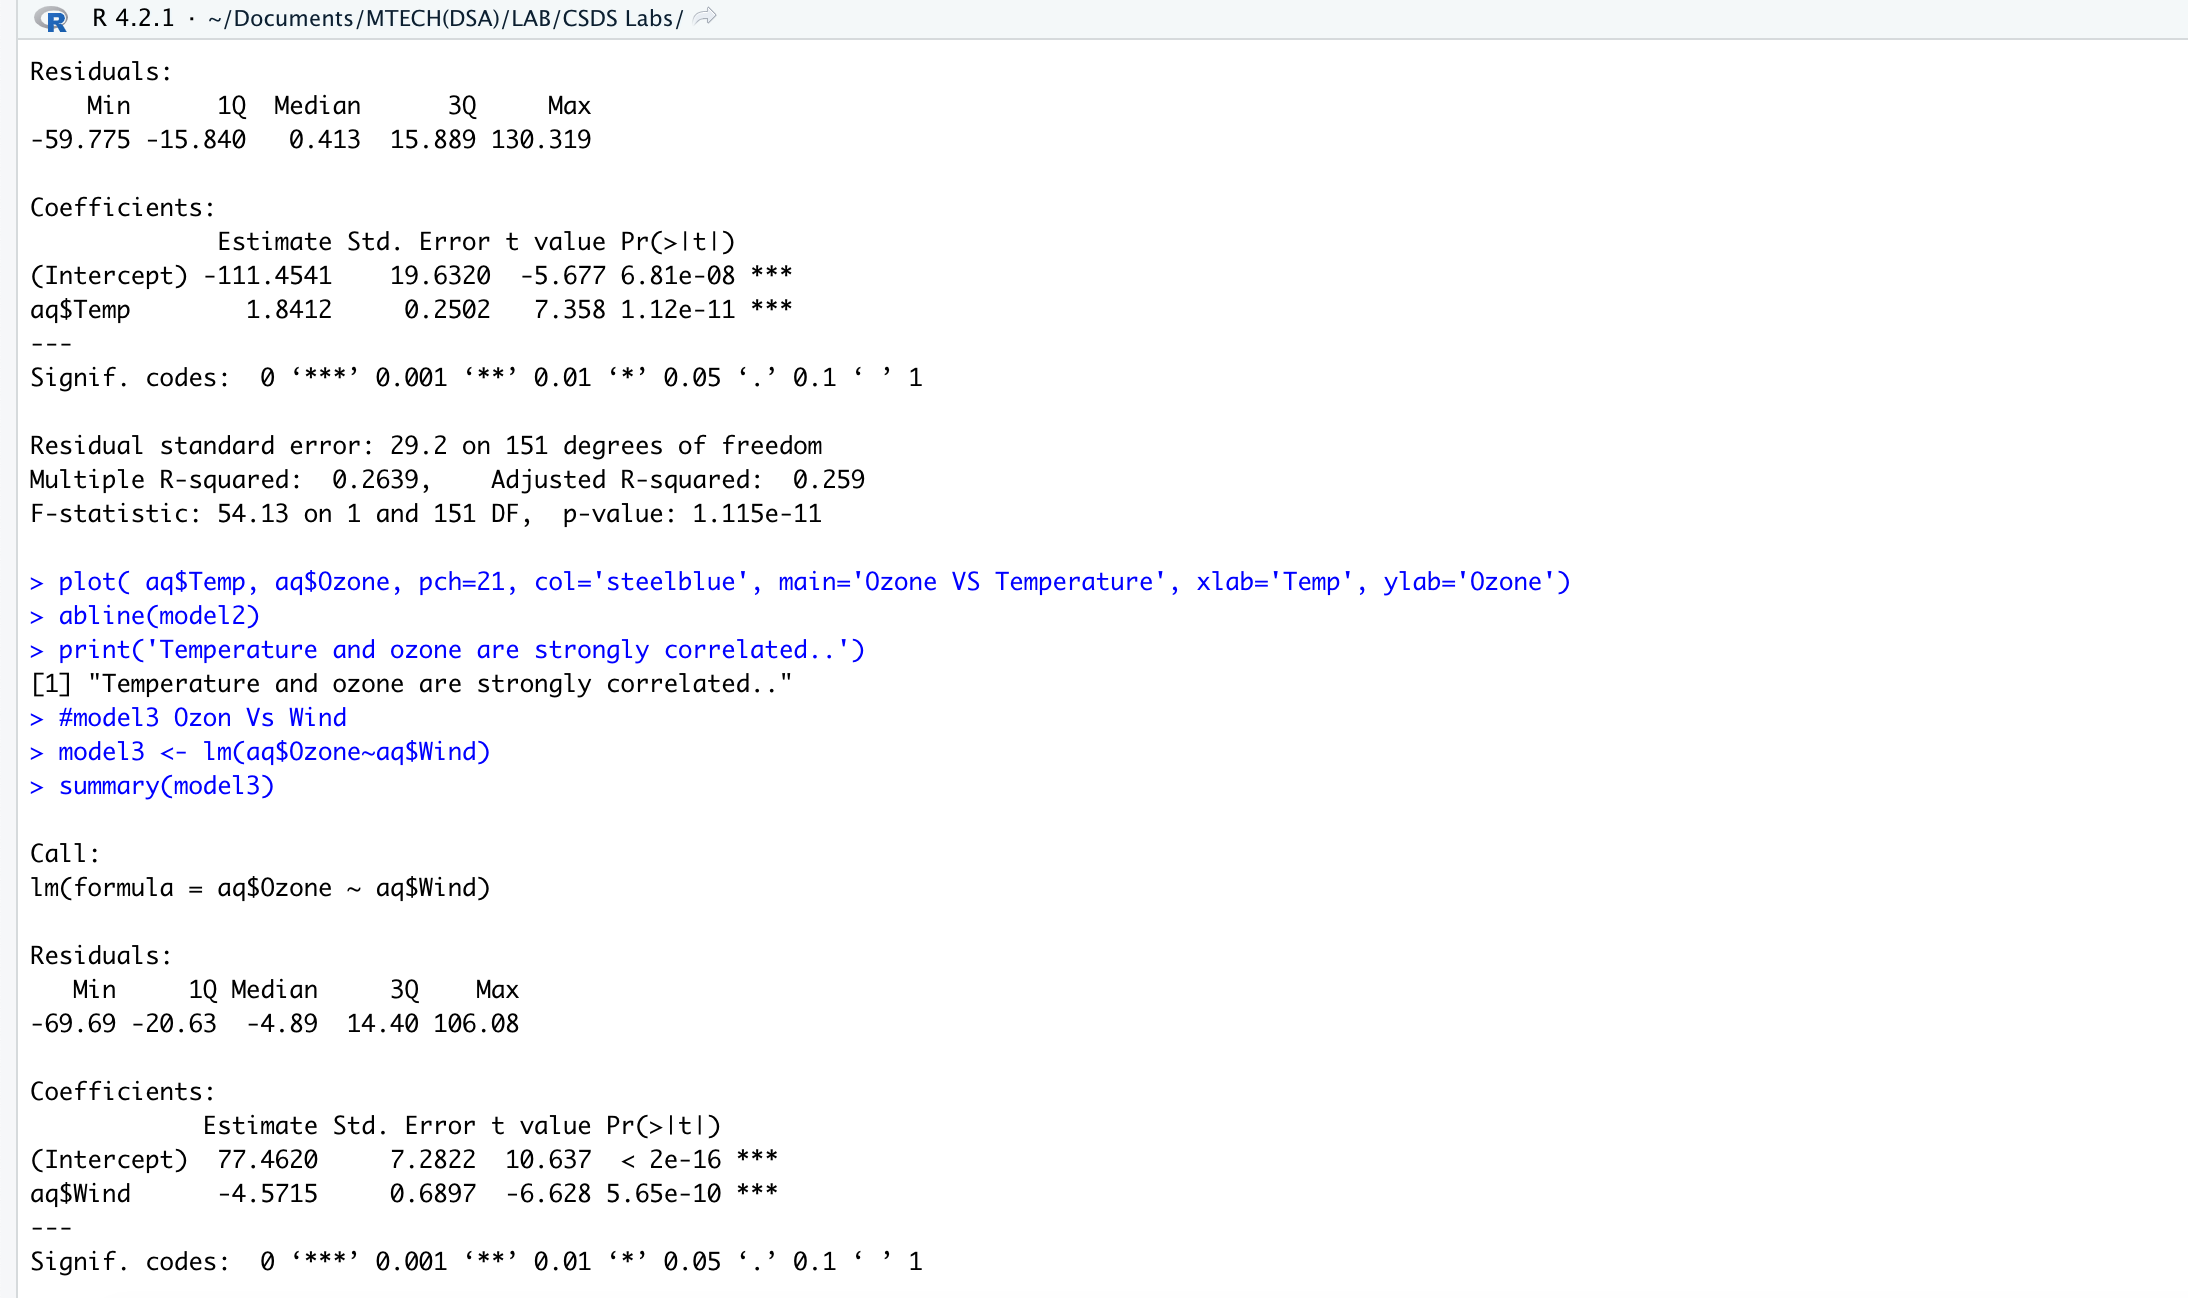 R 4.2.1 · ~/Documents/MTECH(DSA)/LAB/CSDS Labs/
Residuals:
    Min      1Q  Median      3Q     Max
-59.775 -15.840   0.413  15.889 130.319

Coefficients:
             Estimate Std. Error t value Pr(>|t|)
(Intercept) -111.4541    19.6320  -5.677 6.81e-08 ***
aq$Temp        1.8412     0.2502   7.358 1.12e-11 ***
---
Signif. codes:  0 ‘***’ 0.001 ‘**’ 0.01 ‘*’ 0.05 ‘.’ 0.1 ‘ ’ 1

Residual standard error: 29.2 on 151 degrees of freedom
Multiple R-squared:  0.2639,    Adjusted R-squared:  0.259
F-statistic: 54.13 on 1 and 151 DF,  p-value: 1.115e-11

> plot( aq$Temp, aq$Ozone, pch=21, col='steelblue', main='Ozone VS Temperature', xlab='Temp', ylab='Ozone')
> abline(model2)
> print('Temperature and ozone are strongly correlated..')
[1] "Temperature and ozone are strongly correlated.."
> #model3 Ozon Vs Wind
> model3 <- lm(aq$Ozone~aq$Wind)
> summary(model3)

Call:
lm(formula = aq$Ozone ~ aq$Wind)

Residuals:
   Min     1Q Median     3Q    Max
-69.69 -20.63  -4.89  14.40 106.08

Coefficients:
            Estimate Std. Error t value Pr(>|t|)
(Intercept)  77.4620     7.2822  10.637  < 2e-16 ***
aq$Wind      -4.5715     0.6897  -6.628 5.65e-10 ***
---
Signif. codes:  0 ‘***’ 0.001 ‘**’ 0.01 ‘*’ 0.05 ‘.’ 0.1 ‘ ’ 1